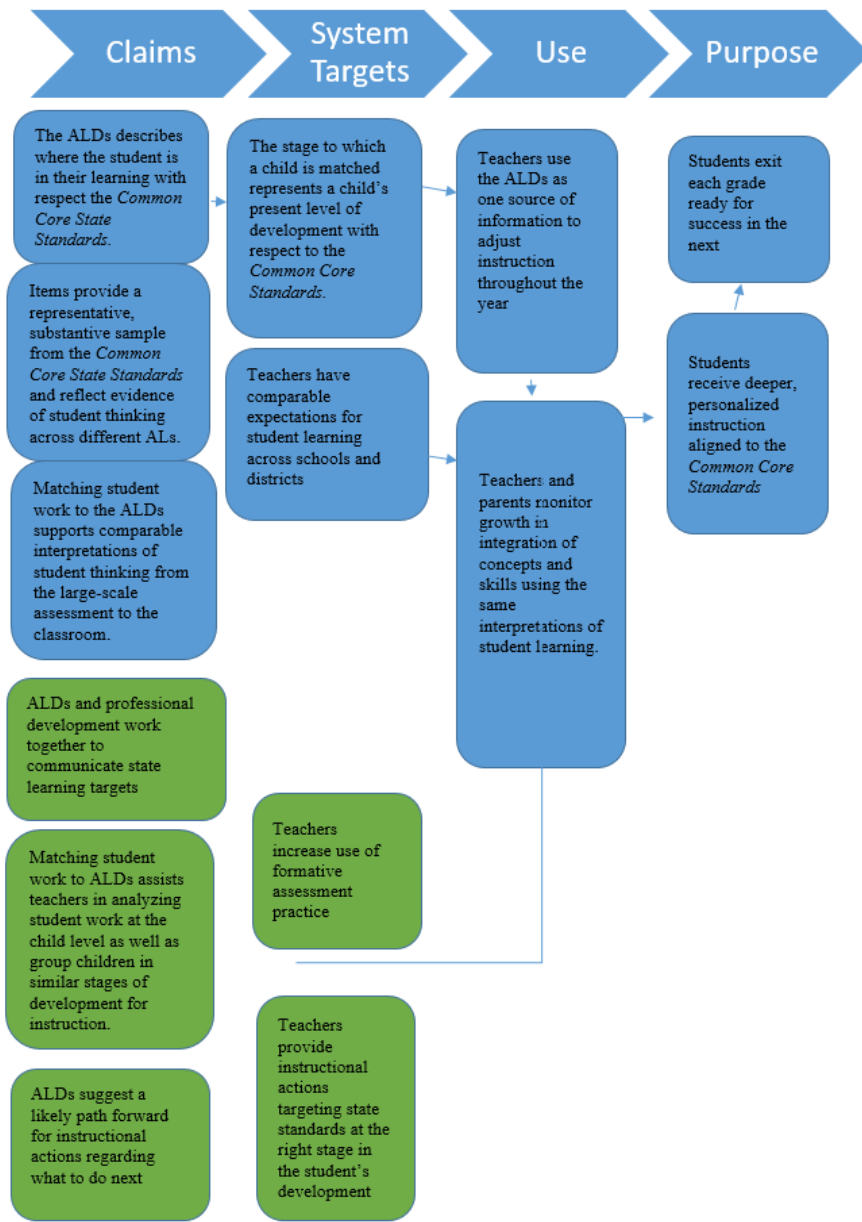 Claims
System
Targets
Use
Purpose
The ALDs describes
where the student is
in their learning with
respect the Common
Core State
Standards.
Items provide a
representative,
substantive sample
from the Common
Core State Standards
and reflect evidence
of student thinking
across different ALs.
Matching student
work to the ALDs
supports comparable
interpretations of
student thinking from
the large-scale
assessment to the
classroom.
ALDs and professional
development work
together to
communicate state
learning targets
Matching student
work to ALDs assists
teachers in analyzing
student work at the
child level as well as
group children in
similar stages of
development for
instruction.
ALDs suggest a
likely path forward
for instructional
actions regarding
what to do next
The stage to which
a child is matched
represents a child’s
present level of
development with
respect to the
Common Core
Standards.
Teachers have
comparable
expectations for
student learning
across schools and
districts
Teachers
increase use of
formative
assessment
practice
Teachers
provide
instructional
actions
targeting state
standards at the
right stage in
the student’s
development
Teachers use
the ALDs as
one source of
information to
adjust
instruction
throughout the
year
Teachers and
parents monitor
growth in
integration of
concepts and
skills using the
same
interpretations of
student learning.
Students exit
each grade
ready for
success in the
next
Students
receive deeper,
personalized
instruction
aligned to the
Common Core
Standards